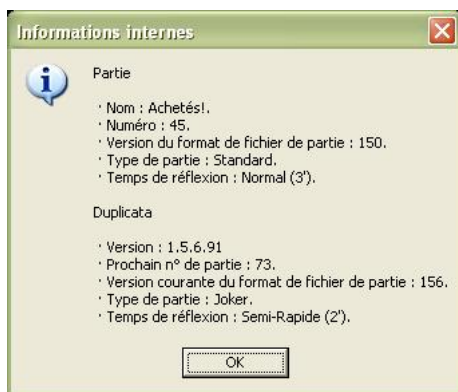 Informations internes
Partie
· Nom : Achetés!.
· Numéro : 45.
· Version du format de fichier de partie : 150.
· Type de partie : Standard.
· Temps de réflexion : Normal (3').
Duplicata
· Version : 1.5.6.91
· Prochain n° de partie : 73.
· Version courante du format de fichier de partie : 156.
· Type de partie : Joker.
· Temps de réflexion : Semi-Rapide (2').
OK